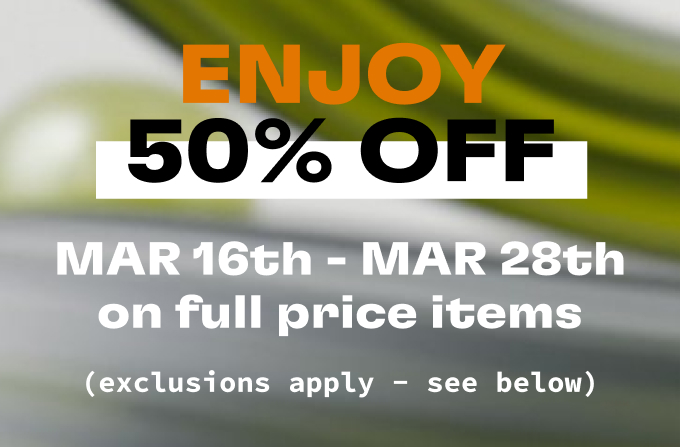 ENJOY
50% OFF
MAR 16th - MAR 28th
on full price items
(exclusions apply - see below)